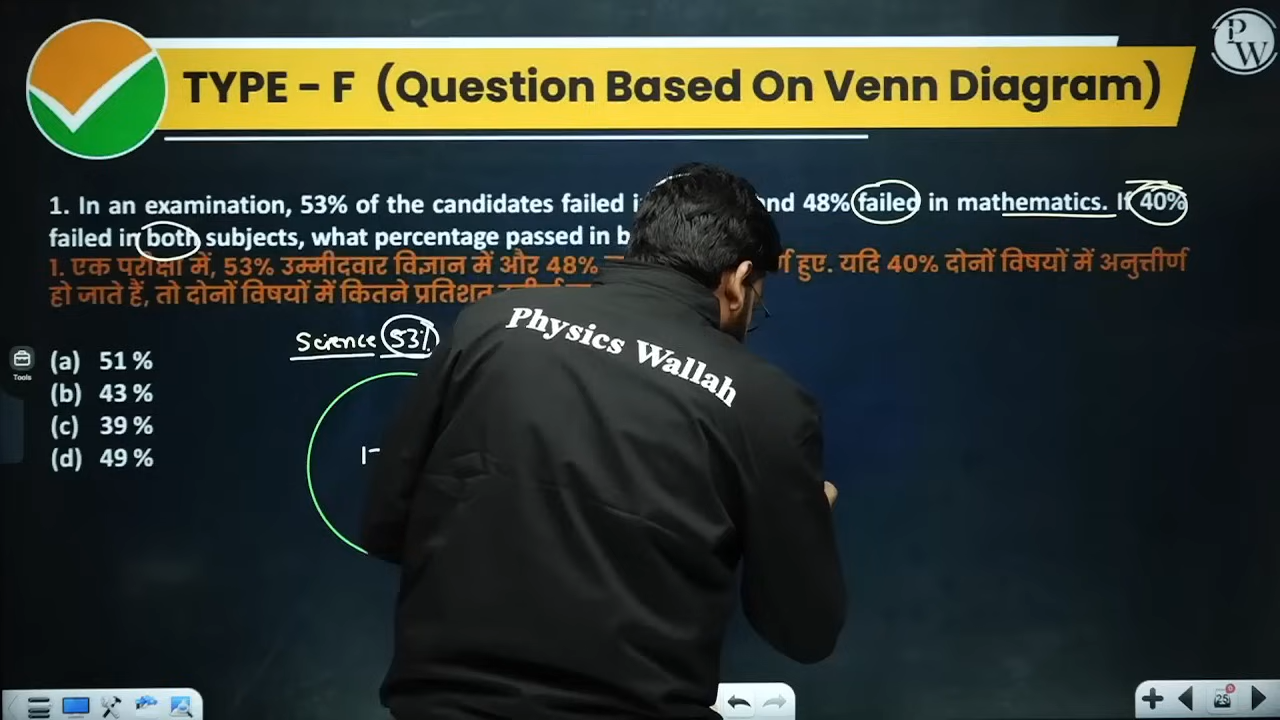 PW
TYPE - F (Question Based On Venn Diagram)
1. In an examination, 53% of the candidates failed and 48% failed in mathematics. If 40%
failed in both subjects, what percentage passed in
1. एक परीक्षा में, 53% उम्मीदवार विज्ञान में और 48% हुए. यदि 40% दोनों विषयों में अनुत्तीर्ण
हो जाते हैं, तो दोनों विषयों में कितने प्रतिशत
Science 53%
Physics Wallah
Tools
(a) 51 %
(b) 43 %
(c) 39 %
(d) 49 %
25